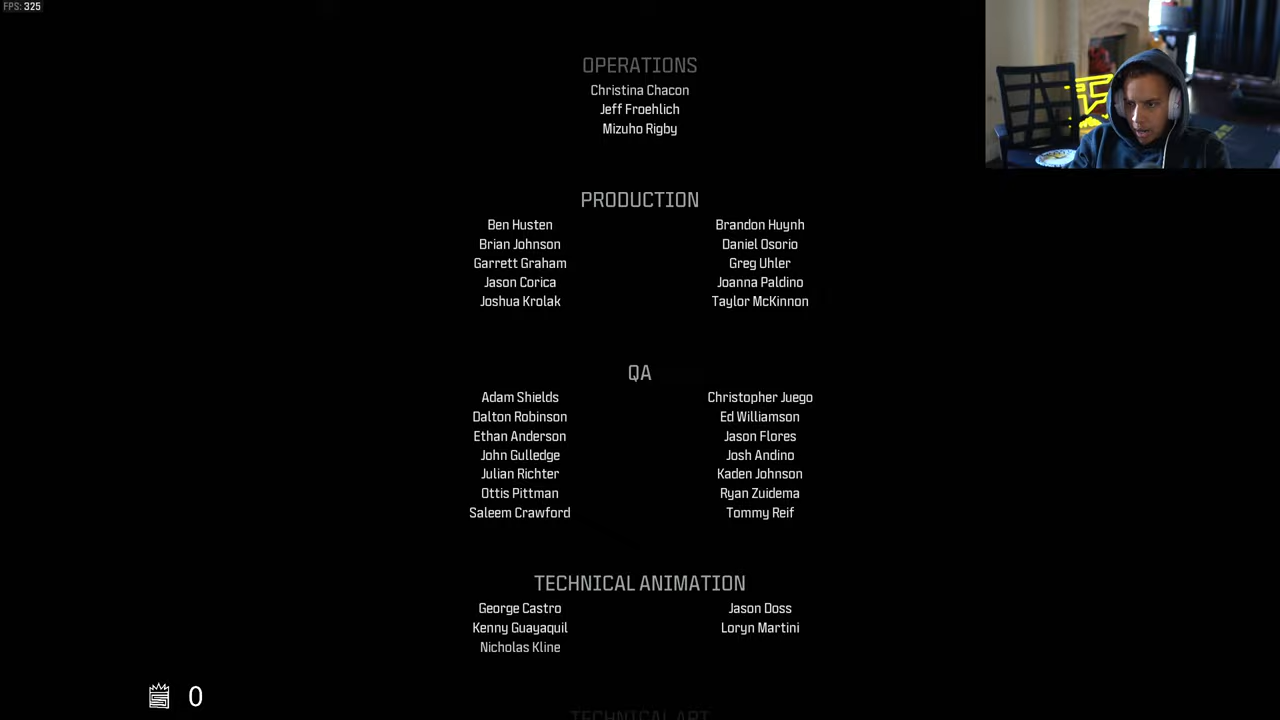 FPS: 325
OPERATIONS
Christina Chacon
Jeff Froehlich
Mizuho Rigby
PRODUCTION
Ben Husten Brandon Huynh
Brian Johnson Daniel Osorio
Garrett Graham Greg Uhler
Jason Corica Joanna Paldino
Joshua Krolak Taylor McKinnon
QA
Adam Shields Christopher Juego
Dalton Robinson Ed Williamson
Ethan Anderson Jason Flores
John Gulledge Josh Andino
Julian Richter Kaden Johnson
Ottis Pittman Ryan Zuidema
Saleem Crawford Tommy Reif
TECHNICAL ANIMATION
George Castro Jason Doss
Kenny Guayaquil Loryn Martini
Nicholas Kline
TECHNICAL ART
0